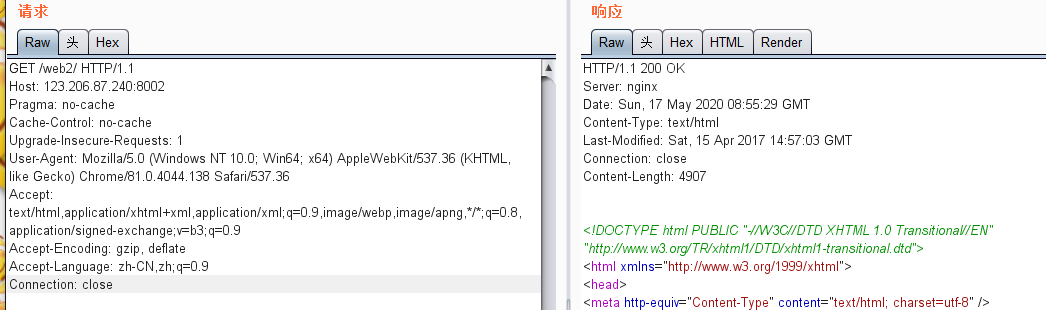 请求
Raw 头 Hex
GET /web2/ HTTP/1.1
Host: 123.206.87.240:8002
Pragma: no-cache
Cache-Control: no-cache
Upgrade-Insecure-Requests: 1
User-Agent: Mozilla/5.0 (Windows NT 10.0; Win64; x64) AppleWebKit/537.36 (KHTML,
like Gecko) Chrome/81.0.4044.138 Safari/537.36
Accept:
text/html,application/xhtml+xml,application/xml;q=0.9,image/webp,image/apng,*/*;q=0.8,
application/signed-exchange;v=b3;q=0.9
Accept-Encoding: gzip, deflate
Accept-Language: zh-CN,zh;q=0.9
Connection: close
响应
Raw 头 Hex HTML Render
HTTP/1.1 200 OK
Server: nginx
Date: Sun, 17 May 2020 08:55:29 GMT
Content-Type: text/html
Last-Modified: Sat, 15 Apr 2017 14:57:03 GMT
Connection: close
Content-Length: 4907
<!DOCTYPE html PUBLIC "-//W3C//DTD XHTML 1.0 Transitional//EN"
"http://www.w3.org/TR/xhtml1/DTD/xhtml1-transitional.dtd">
<html xmlns="http://www.w3.org/1999/xhtml">
<head>
<meta http-equiv="Content-Type" content="text/html; charset=utf-8" />